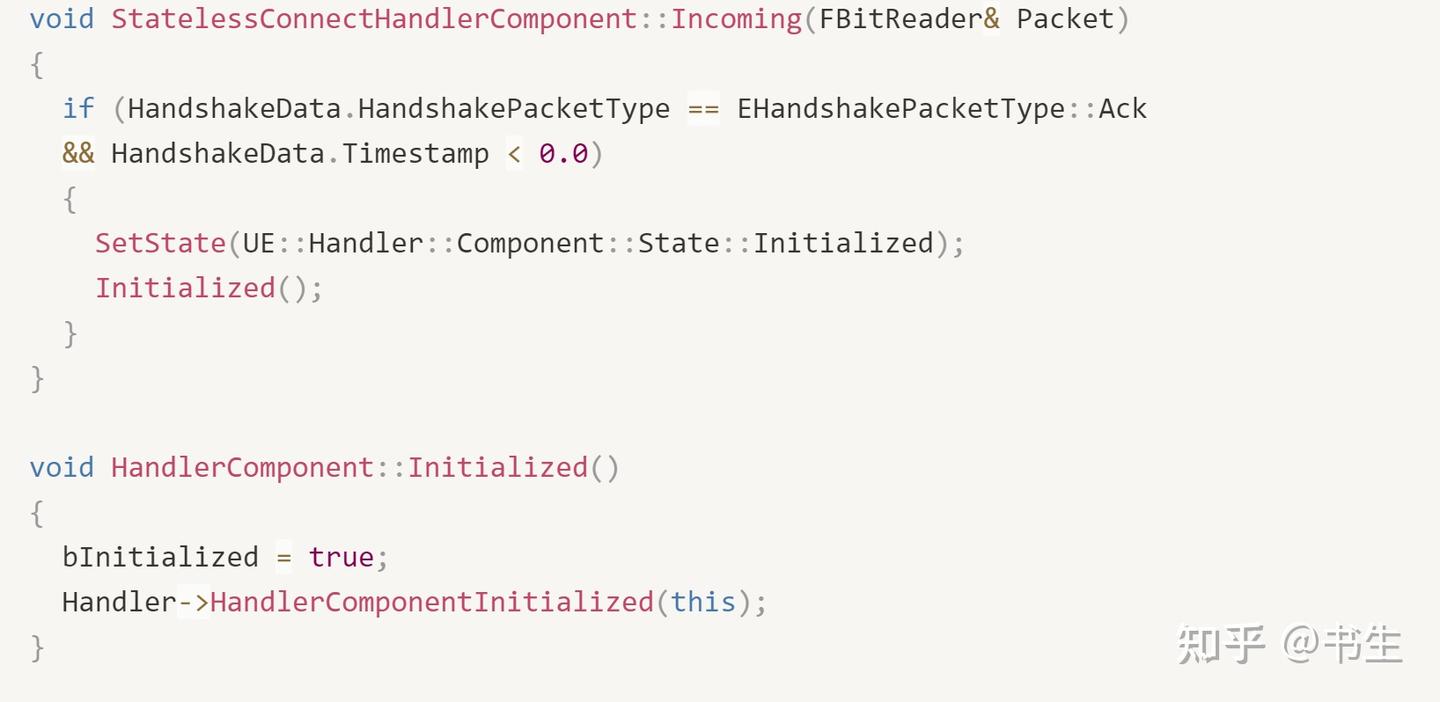 void StatelessConnectHandlerComponent::Incoming(FBitReader& Packet)
{
  if (HandshakeData.HandshakePacketType == EHandshakePacketType::Ack
  && HandshakeData.Timestamp < 0.0)
  {
    SetState(UE::Handler::Component::State::Initialized);
    Initialized();
  }
}

void HandlerComponent::Initialized()
{
  bInitialized = true;
  Handler->HandlerComponentInitialized(this);
}
知乎 @书生